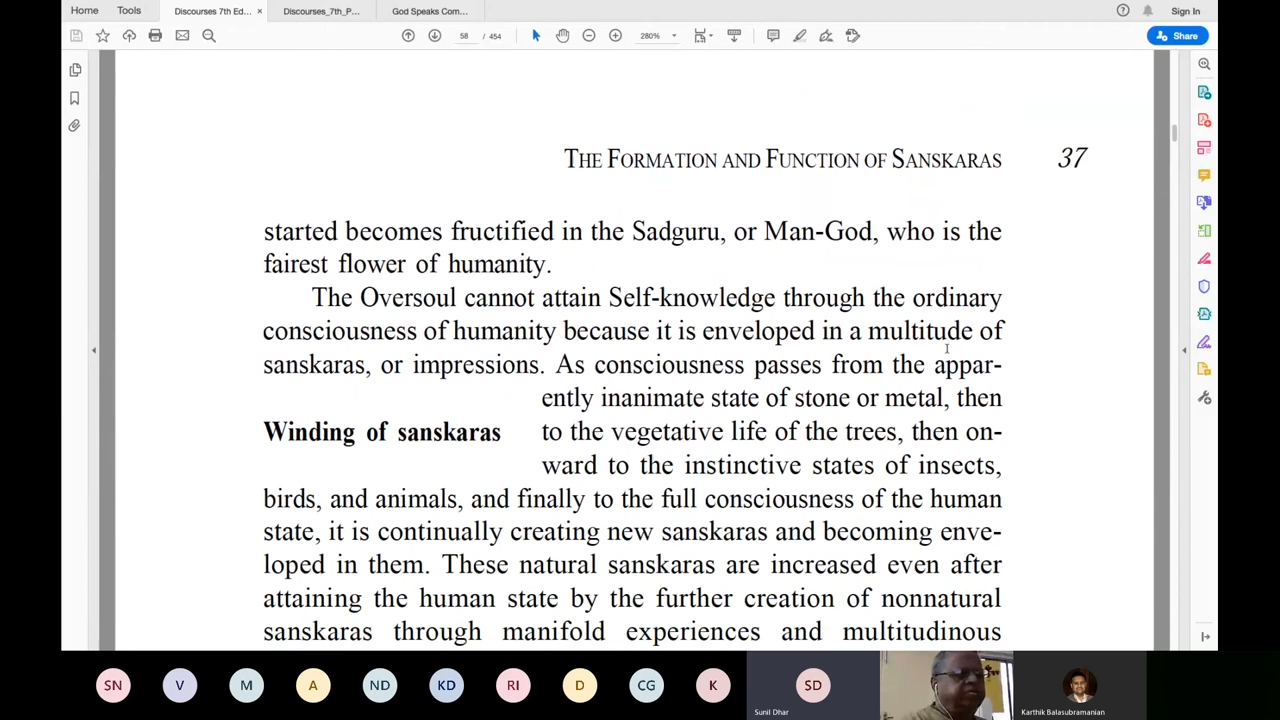 Home
Tools
Discourses 7th Ed... ×
Discourses_7th_P...
God Speaks Com...
Sign In
58 / 454
280%
Share
THE FORMATION AND FUNCTION OF SANSKARAS 37
started becomes fructified in the Sadguru, or Man-God, who is the
fairest flower of humanity.
The Oversoul cannot attain Self-knowledge through the ordinary
consciousness of humanity because it is enveloped in a multitude of
sanskaras, or impressions. As consciousness passes from the appar-
ently inanimate state of stone or metal, then
Winding of sanskaras to the vegetative life of the trees, then on-
ward to the instinctive states of insects,
birds, and animals, and finally to the full consciousness of the human
state, it is continually creating new sanskaras and becoming enve-
loped in them. These natural sanskaras are increased even after
attaining the human state by the further creation of nonnatural
sanskaras through manifold experiences and multitudinous
SN V M A ND KD RI D CG K SD
Sunil Dhar
Karthik Balasubramanian